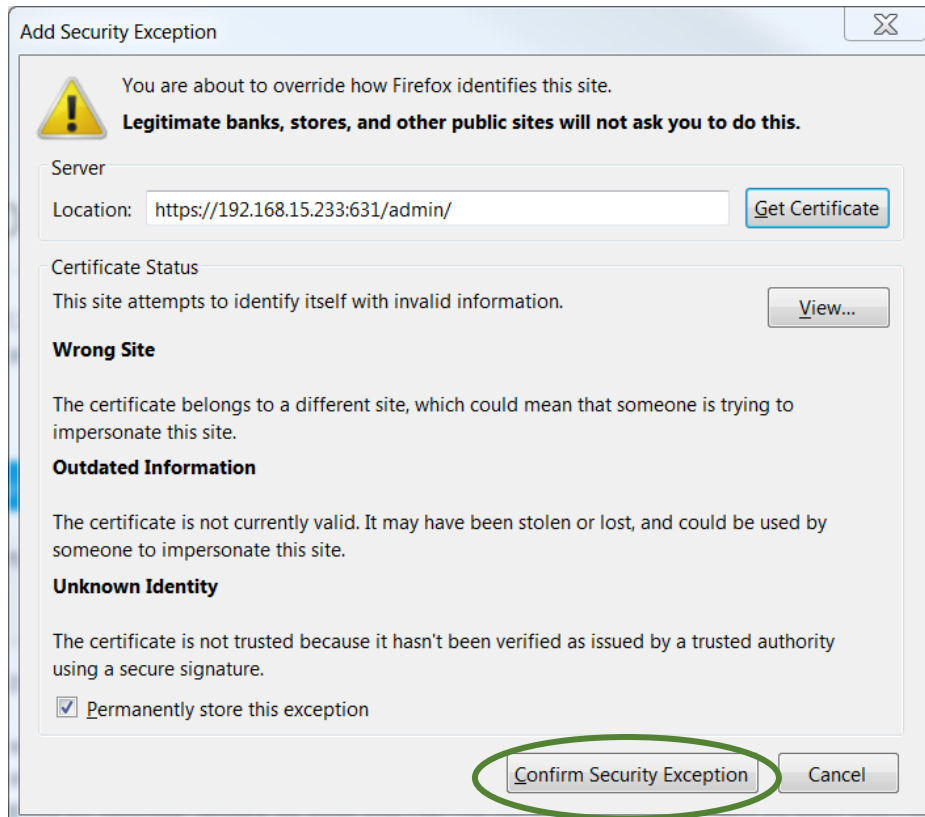 Add Security Exception
You are about to override how Firefox identifies this site.
Legitimate banks, stores, and other public sites will not ask you to do this.
Server
Location: https://192.168.15.233:631/admin/ Get Certificate
Certificate Status
This site attempts to identify itself with invalid information.
View...
Wrong Site
The certificate belongs to a different site, which could mean that someone is trying to
impersonate this site.
Outdated Information
The certificate is not currently valid. It may have been stolen or lost, and could be used by
someone to impersonate this site.
Unknown Identity
The certificate is not trusted because it hasn't been verified as issued by a trusted authority
using a secure signature.
Permanently store this exception
Confirm Security Exception Cancel